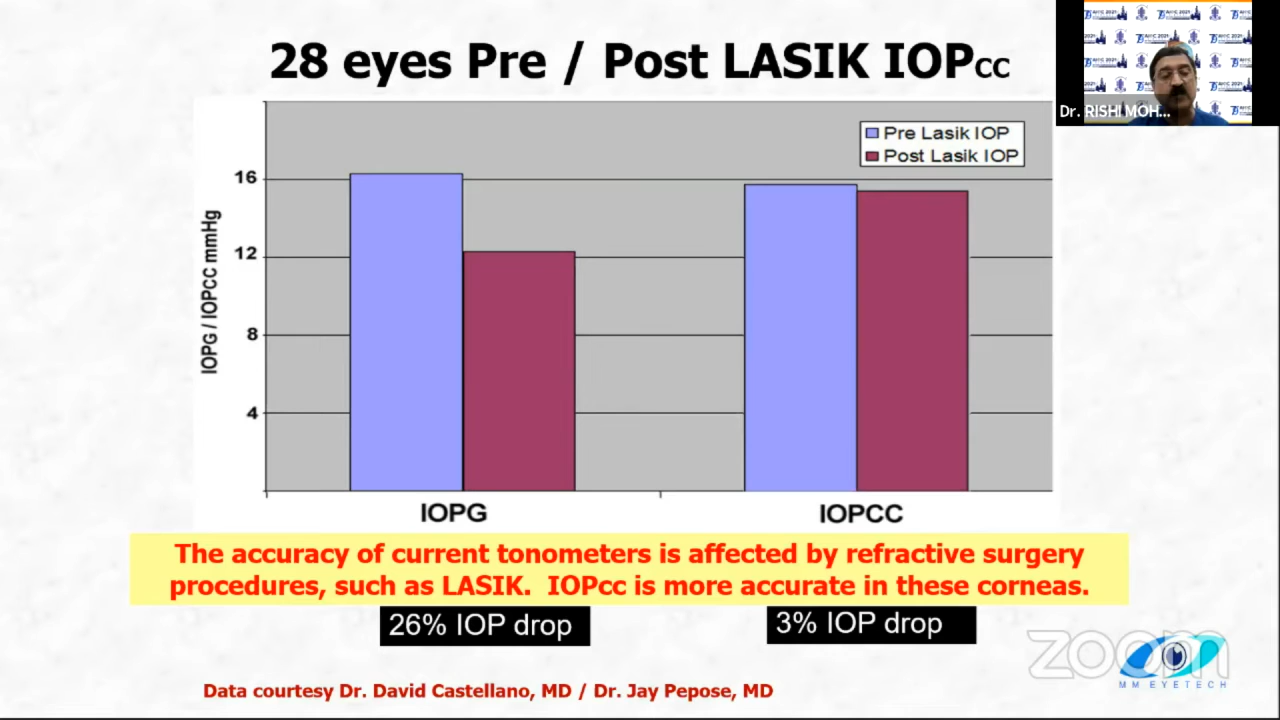 28 eyes Pre / Post LASIK IOPCC
Dr. RISHI MOH...
Pre Lasik IOP
Post Lasik IOP
IOPG / IOPCC mmHg
16
12
8
4
IOPG
IOPCC
The accuracy of current tonometers is affected by refractive surgery
procedures, such as LASIK.  IOPcc is more accurate in these corneas.
26% IOP drop
3% IOP drop
zoom
MM EYETECH
Data courtesy Dr. David Castellano, MD / Dr. Jay Pepose, MD